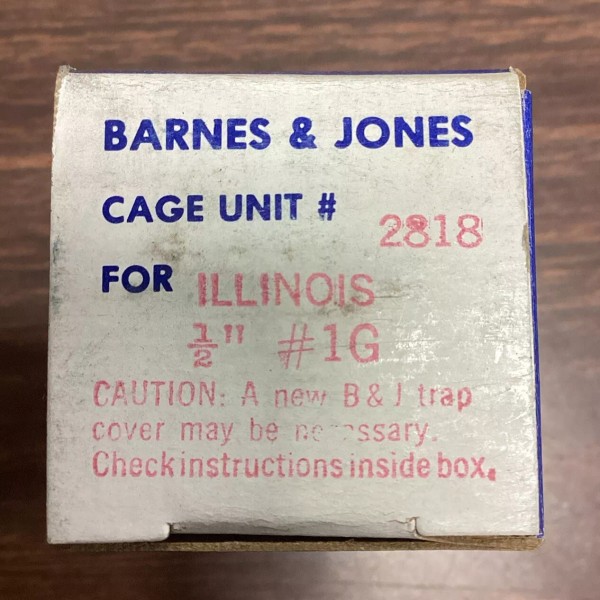 BARNES & JONES
CAGE UNIT # 2818
FOR ILLINOIS
½" #1G
CAUTION: A new B & J trap
cover may be necessary.
Check instructions inside box.